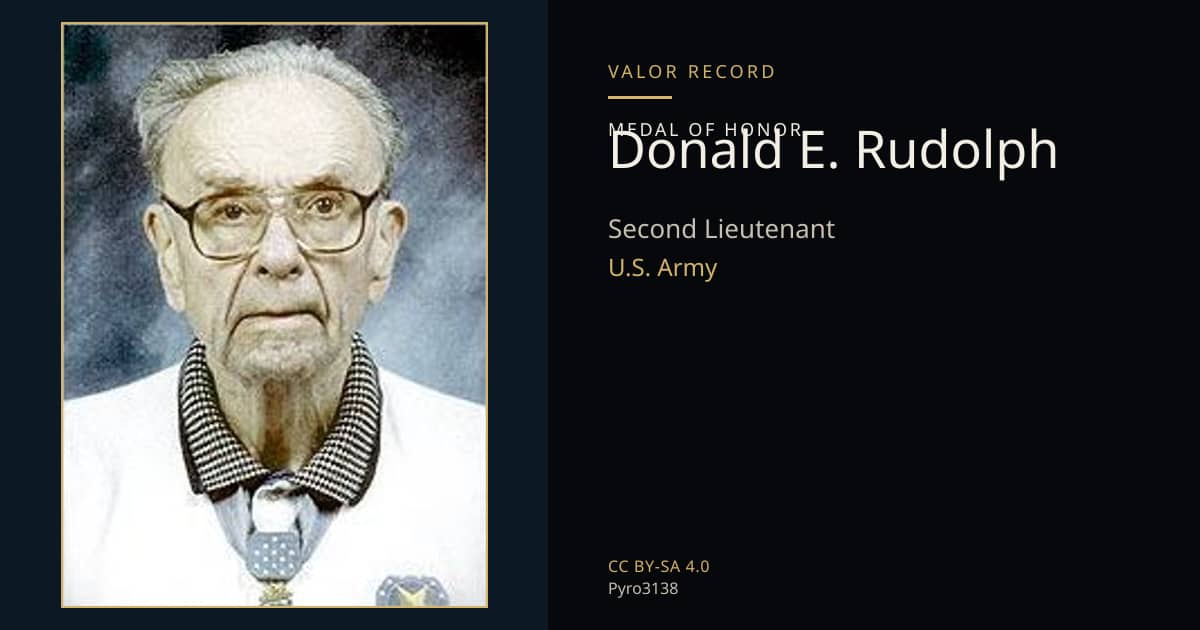 VALOR RECORD
MEDAL OF HONOR
Donald E. Rudolph
Second Lieutenant
U.S. Army
CC BY-SA 4.0
Pyro3138